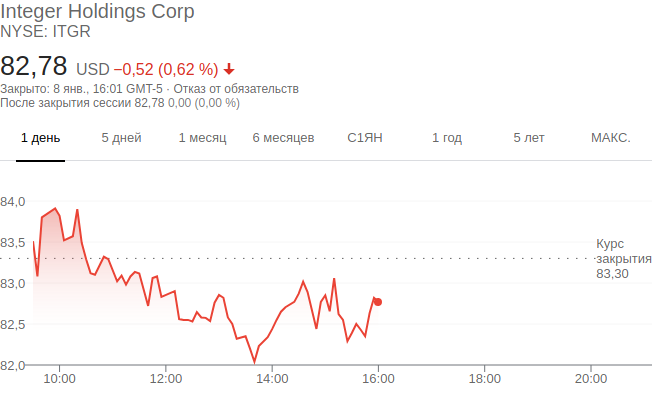 Integer Holdings Corp
NYSE: ITGR
82,78 USD −0,52 (0,62 %)
Закрыто: 8 янв., 16:01 GMT-5 · Отказ от обязательств
После закрытия сессии 82,78 0,00 (0,00 %)
1 день 5 дней 1 месяц 6 месяцев С1ЯН 1 год 5 лет МАКС.
84,0
83,5
Курс
закрытия
83,30
83,0
82,5
82,0
10:00 12:00 14:00 16:00 18:00 20:00